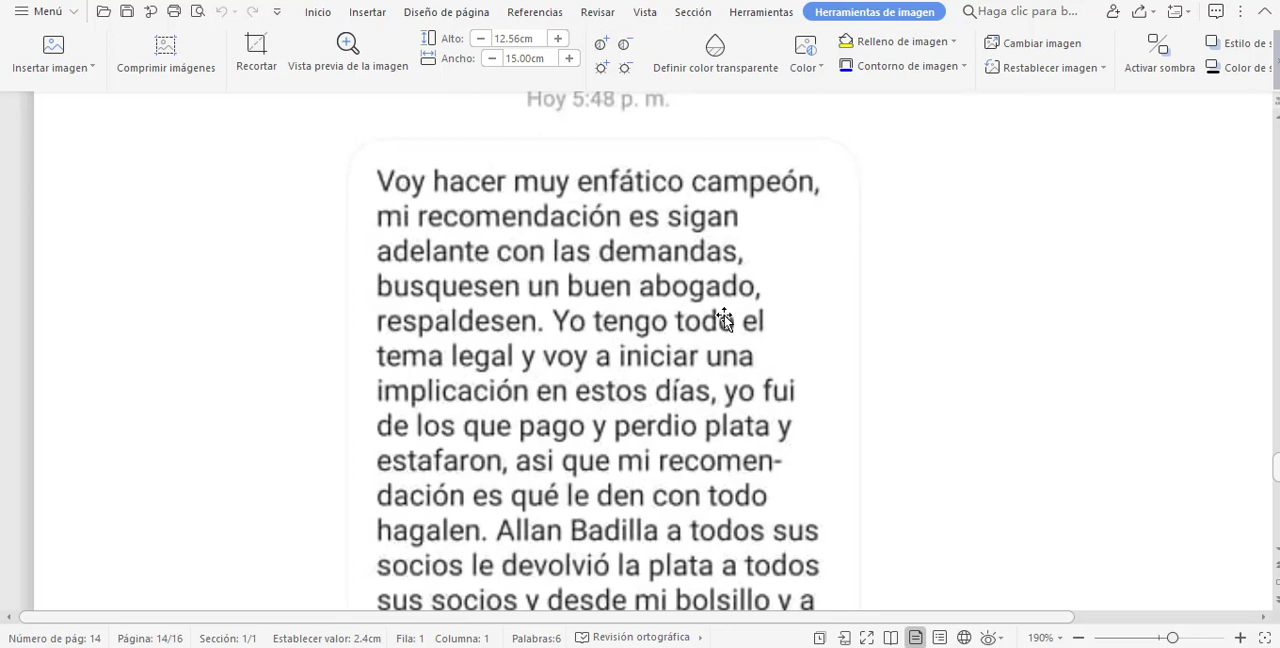 Menú
Inicio Insertar Diseño de página Referencias Revisar Vista Sección Herramientas Herramientas de imagen Haga clic para b...
Insertar imagen Comprimir imágenes Recortar Vista previa de la imagen
Alto: 12.56cm
Ancho: 15.00cm
Definir color transparente Color
Relleno de imagen
Contorno de imagen
Cambiar imagen
Restablecer imagen
Activar sombra
Estilo de s
Color de s
Hoy 5:48 p. m.
Voy hacer muy enfático campeón,
mi recomendación es sigan
adelante con las demandas,
busquesen un buen abogado,
respaldesen. Yo tengo todo el
tema legal y voy a iniciar una
implicación en estos días, yo fui
de los que pago y perdio plata y
estafaron, asi que mi recomen-
dación es qué le den con todo
hagalen. Allan Badilla a todos sus
socios le devolvió la plata a todos
sus socios y desde mi bolsillo y a
Número de pág: 14 Página: 14/16 Sección: 1/1 Establecer valor: 2.4cm Fila: 1 Columna: 1 Palabras:6 Revisión ortográfica 190%